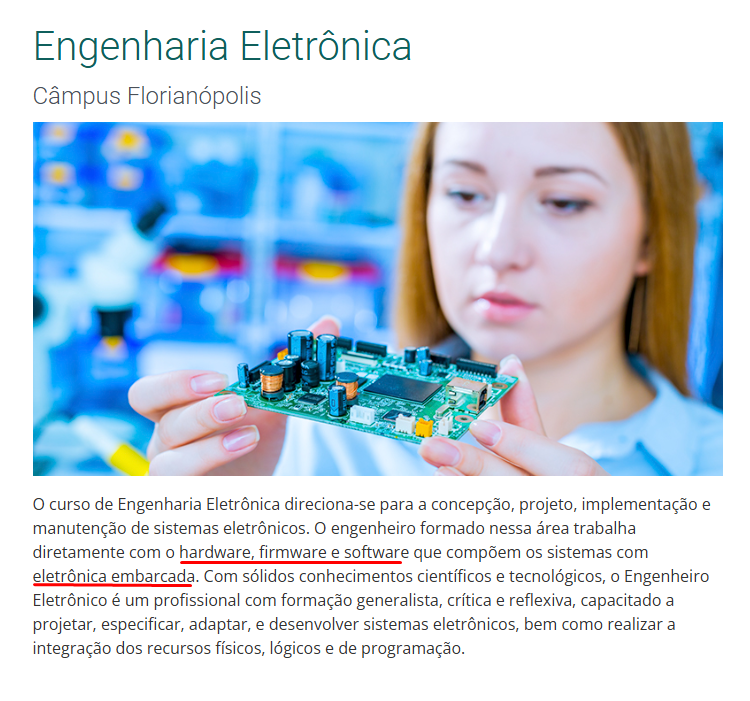 Engenharia Eletrônica
Câmpus Florianópolis
O curso de Engenharia Eletrônica direciona-se para a concepção, projeto, implementação e
manutenção de sistemas eletrônicos. O engenheiro formado nessa área trabalha
diretamente com o hardware, firmware e software que compõem os sistemas com
eletrônica embarcada. Com sólidos conhecimentos científicos e tecnológicos, o Engenheiro
Eletrônico é um profissional com formação generalista, crítica e reflexiva, capacitado a
projetar, especificar, adaptar, e desenvolver sistemas eletrônicos, bem como realizar a
integração dos recursos físicos, lógicos e de programação.